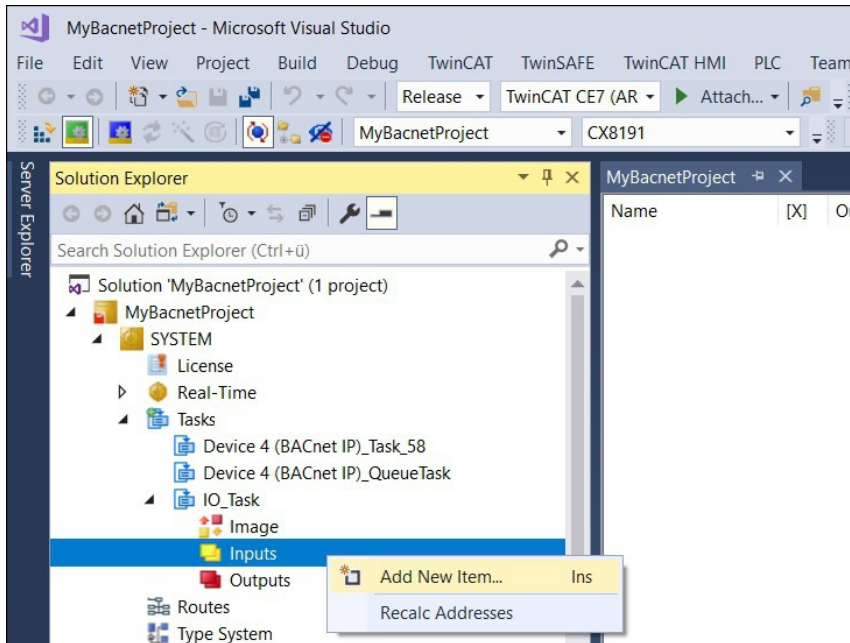 MyBacnetProject - Microsoft Visual Studio
File Edit View Project Build Debug TwinCAT TwinSAFE TwinCAT HMI PLC Team
Release TwinCAT CE7 (AR Attach...
MyBacnetProject CX8191
Server Explorer
Solution Explorer
Search Solution Explorer (Ctrl+ü)
Solution 'MyBacnetProject' (1 project)
MyBacnetProject
SYSTEM
License
Real-Time
Tasks
Device 4 (BACnet IP)_Task_58
Device 4 (BACnet IP)_QueueTask
IO_Task
Image
Inputs
Outputs
Routes
Type System
Add New Item... Ins
Recalc Addresses
MyBacnetProject
Name [X] O